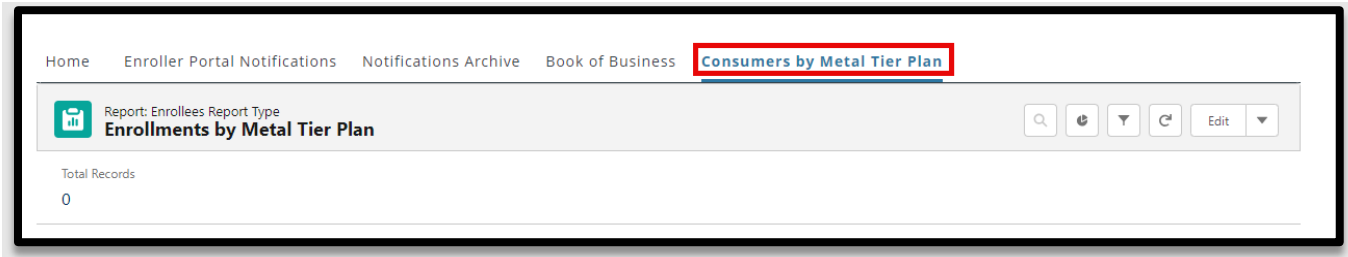 Home Enroller Portal Notifications Notifications Archive Book of Business Consumers by Metal Tier Plan
Report: Enrollees Report Type
Enrollments by Metal Tier Plan
Edit
Total Records
0